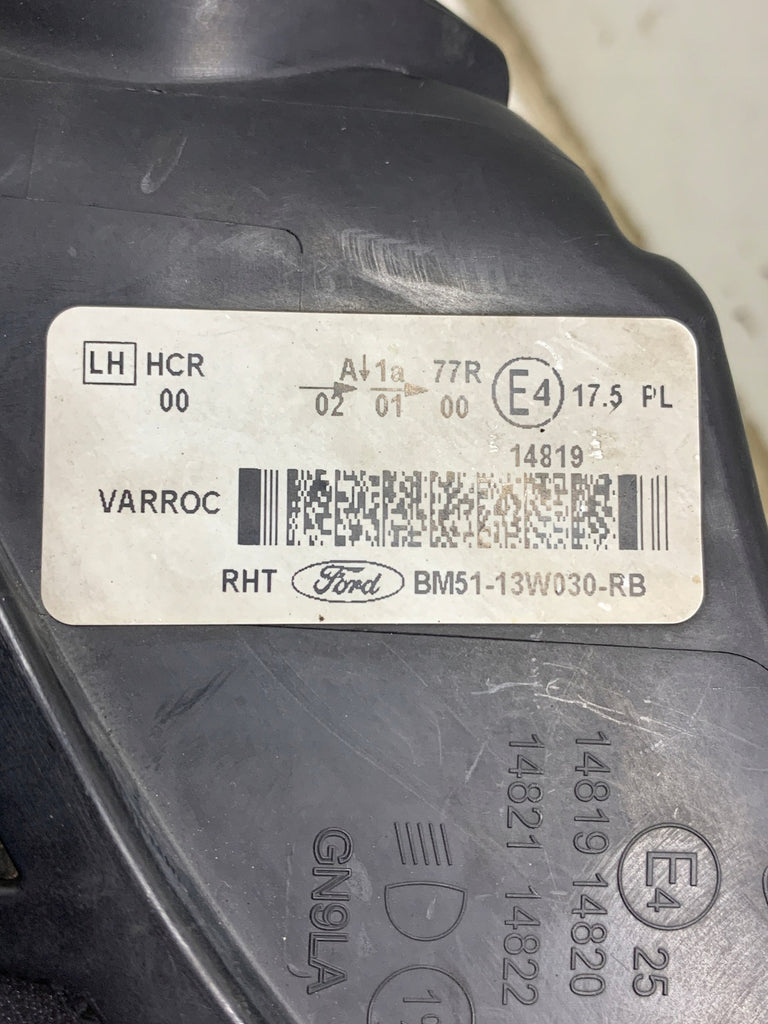 LH HCR A↓1a 77R E4 17.5 PL
00 02 01 00
14819
VARROC
RHT Ford BM51-13W030-RB
14819 14820
14821 14822
E4 25
GN9LA